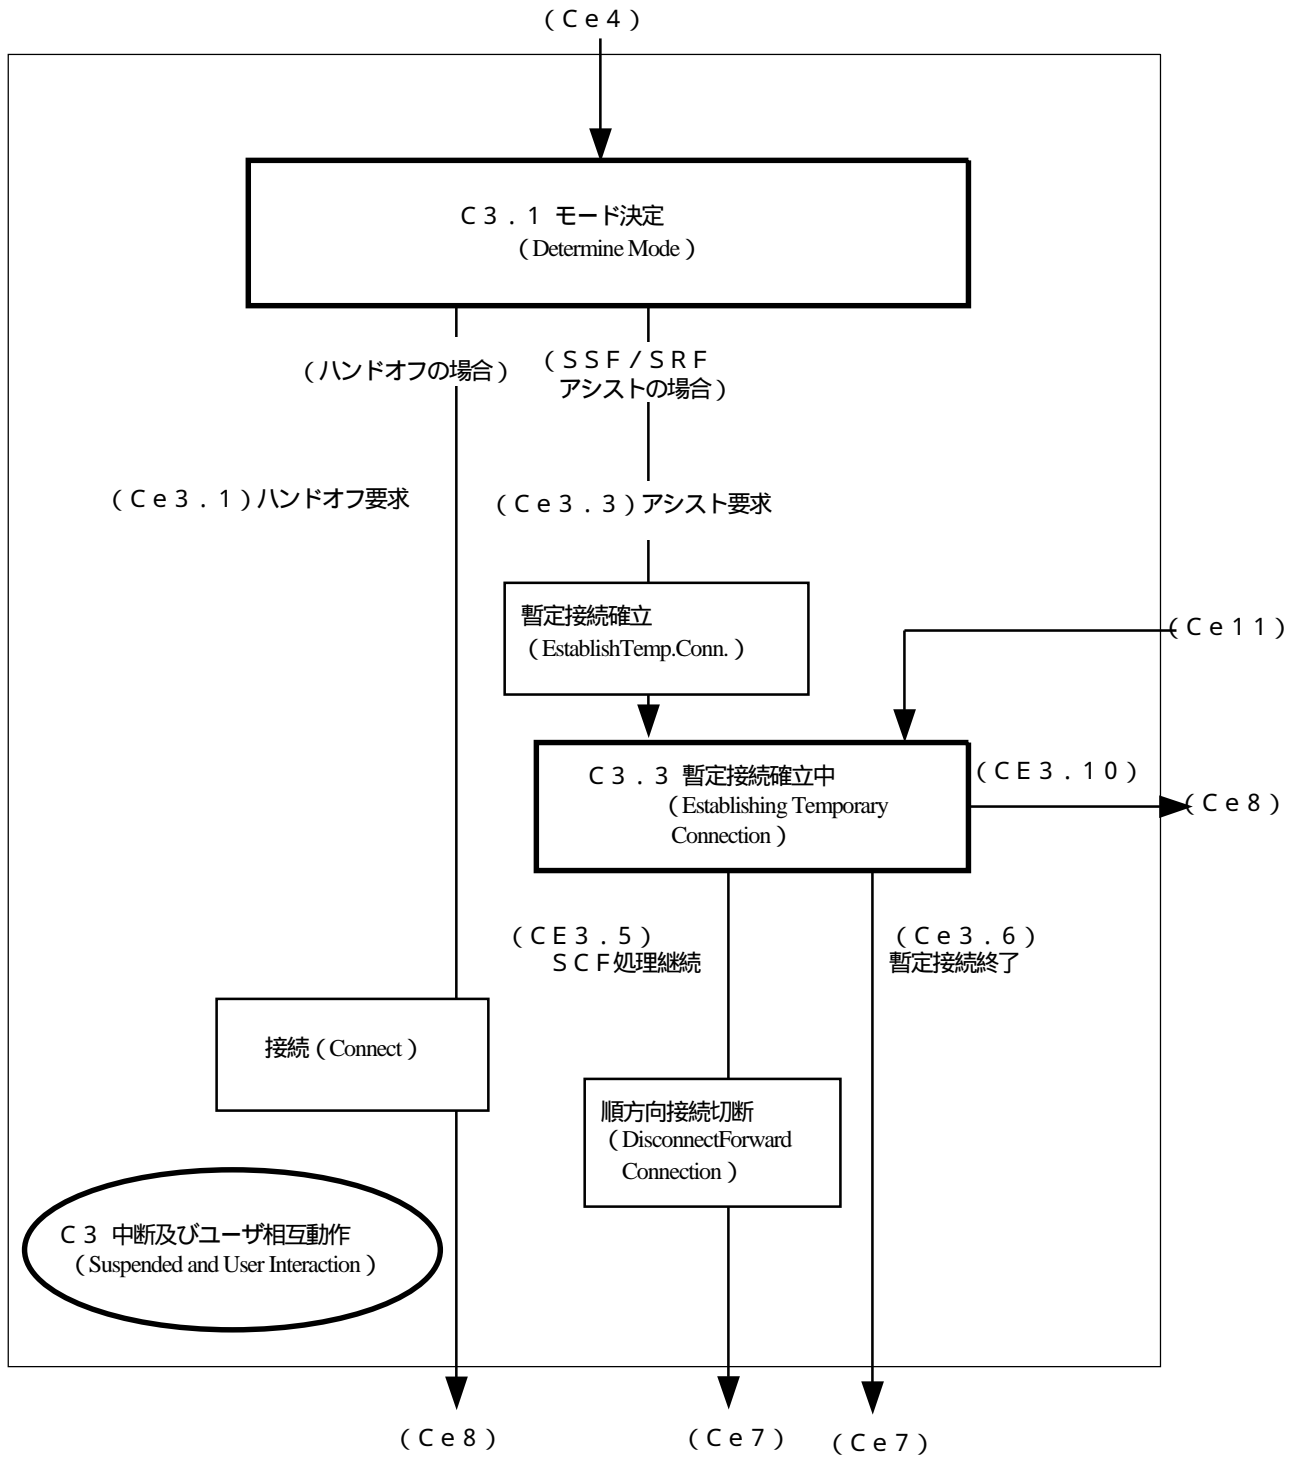 （Ｃｅ４）
Ｃ３．１ モード決定
（Determine Mode）
（ハンドオフの場合）
（ＳＳＦ／ＳＲＦ
アシストの場合）
（Ｃｅ３．１）ハンドオフ要求
（Ｃｅ３．３）アシスト要求
暫定接続確立
（EstablishTemp.Conn.）
（Ｃｅ１１）
Ｃ３．３ 暫定接続確立中
（Establishing Temporary
Connection）
（ＣＥ３．１０）
（Ｃｅ８）
（ＣＥ３．５）
ＳＣＦ処理継続
（Ｃｅ３．６）
暫定接続終了
接続（Connect）
順方向接続切断
（DisconnectForward
Connection）
Ｃ３ 中断及びユーザ相互動作
（Suspended and User Interaction）
（Ｃｅ８）
（Ｃｅ７）
（Ｃｅ７）